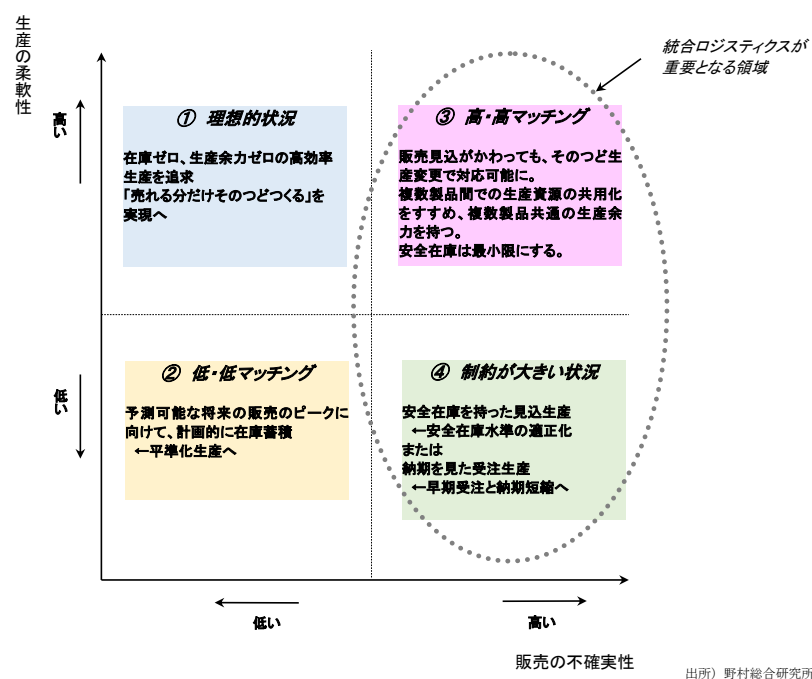 生産の柔軟性
統合ロジスティクスが
重要となる領域
高い
① 理想的状況
在庫ゼロ、生産余力ゼロの高効率
生産を追求
「売れる分だけそのつどつくる」を
実現へ
③ 高・高マッチング
販売見込がかわっても、そのつど生
産変更で対応可能に。
複数製品間での生産資源の共用化
をすすめ、複数製品共通の生産余
力を持つ。
安全在庫は最小限にする。
低い
② 低・低マッチング
予測可能な将来の販売のピークに
向けて、計画的に在庫蓄積
←平準化生産へ
④ 制約が大きい状況
安全在庫を持った見込生産
←安全在庫水準の適正化
または
納期を見た受注生産
←早期受注と納期短縮へ
低い
高い
販売の不確実性
出所）野村総合研究所